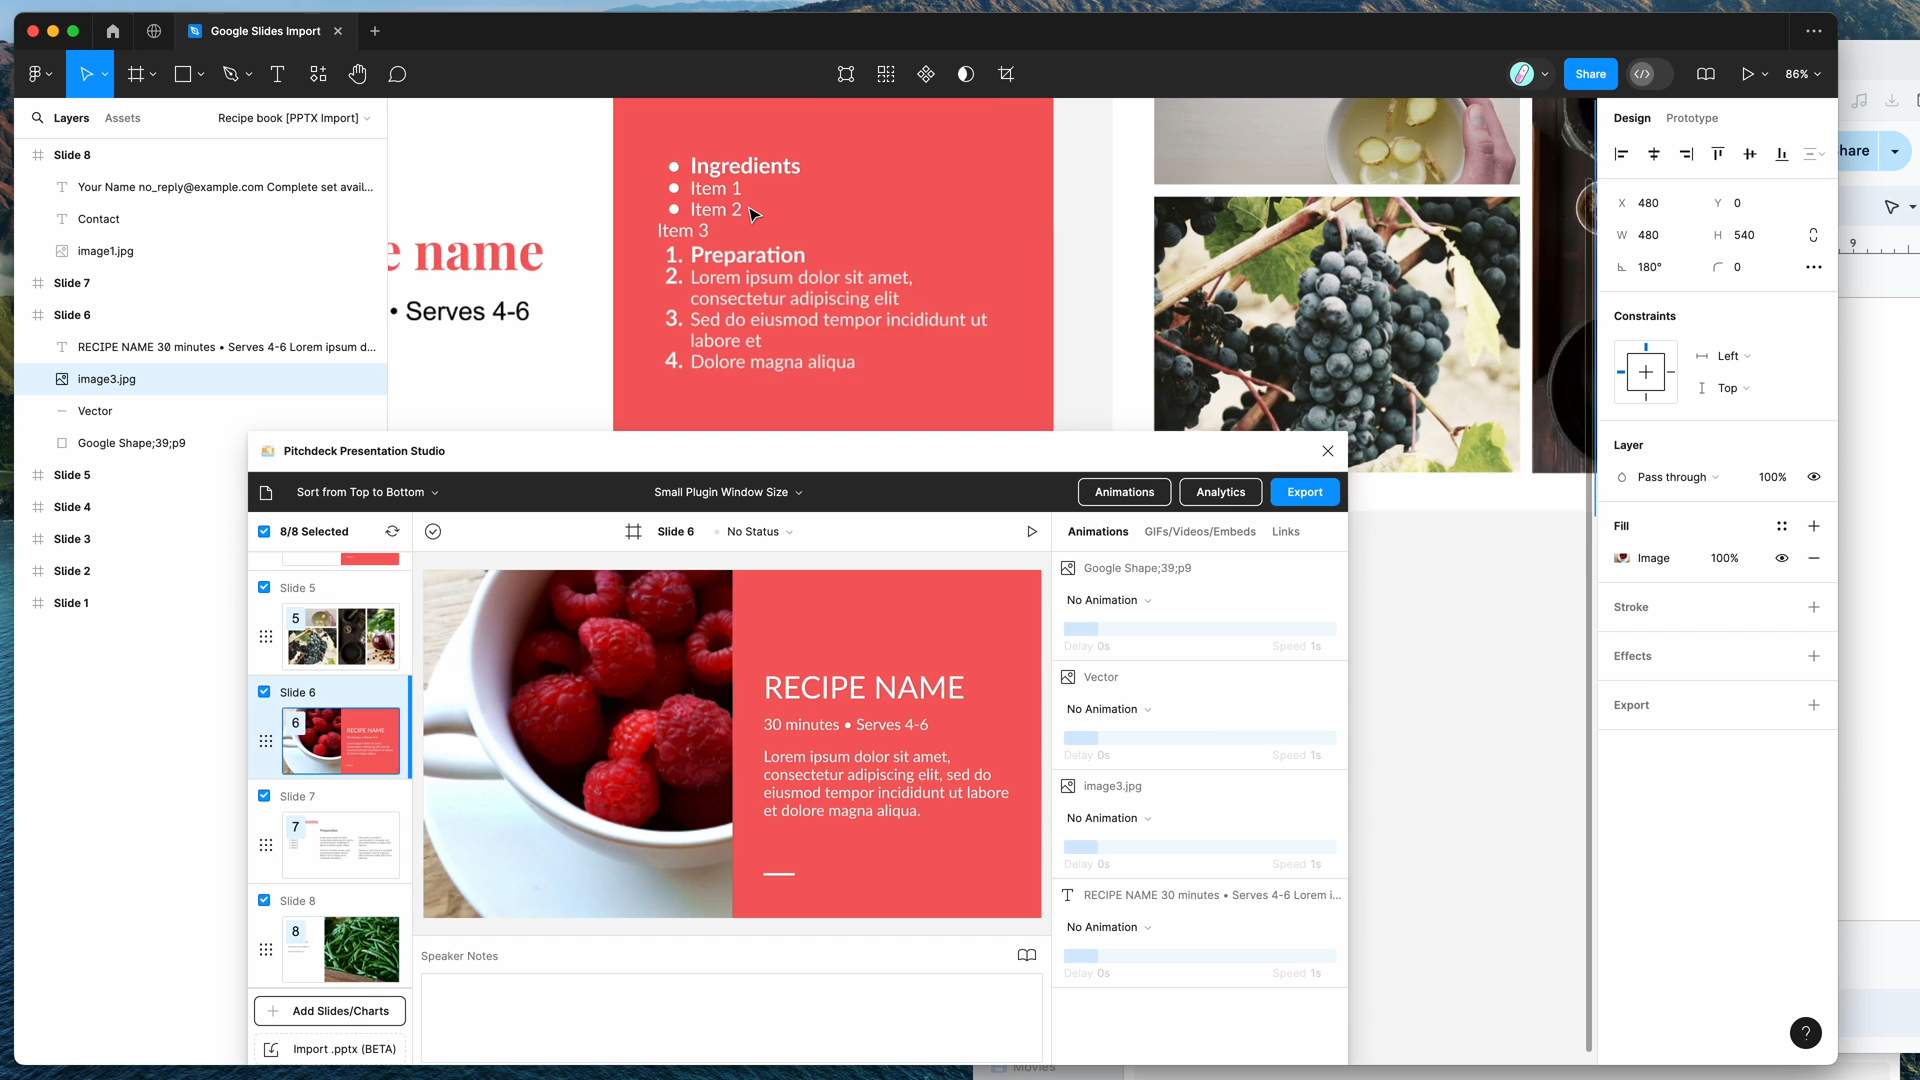 Google Slides Import
Share
86%
Layers
Assets
Recipe book [PPTX Import]
Slide 8
Your Name no_reply@example.com Complete set avail...
Contact
image1.jpg
Slide 7
Slide 6
RECIPE NAME 30 minutes • Serves 4-6 Lorem ipsum d...
image3.jpg
Vector
Google Shape;39;p9
Slide 5
Slide 4
Slide 3
Slide 2
Slide 1
e name
• Serves 4-6
• Ingredients
• Item 1
• Item 2
Item 3
1. Preparation
2. Lorem ipsum dolor sit amet,
consectetur adipiscing elit
3. Sed do eiusmod tempor incididunt ut
labore et
4. Dolore magna aliqua
Design
Prototype
X 480
Y 0
W 480
H 540
180°
0
Constraints
Left
Top
Layer
Pass through
100%
Fill
Image
100%
Stroke
Effects
Export
hare
9
Pitchdeck Presentation Studio
Sort from Top to Bottom
Small Plugin Window Size
Animations
Analytics
Export
8/8 Selected
Slide 6
No Status
Animations
GIFs/Videos/Embeds
Links
Slide 5
5
Slide 6
6
RECIPE NAME
Slide 7
7
Preparation
Slide 8
8
Add Slides/Charts
Import .pptx (BETA)
RECIPE NAME
30 minutes • Serves 4-6
Lorem ipsum dolor sit amet,
consectetur adipiscing elit, sed do
eiusmod tempor incididunt ut labore
et dolore magna aliqua.
Speaker Notes
Google Shape;39;p9
No Animation
Delay 0s
Speed 1s
Vector
No Animation
Delay 0s
Speed 1s
image3.jpg
No Animation
Delay 0s
Speed 1s
RECIPE NAME 30 minutes • Serves 4-6 Lorem i...
No Animation
Delay 0s
Speed 1s
?
Movies